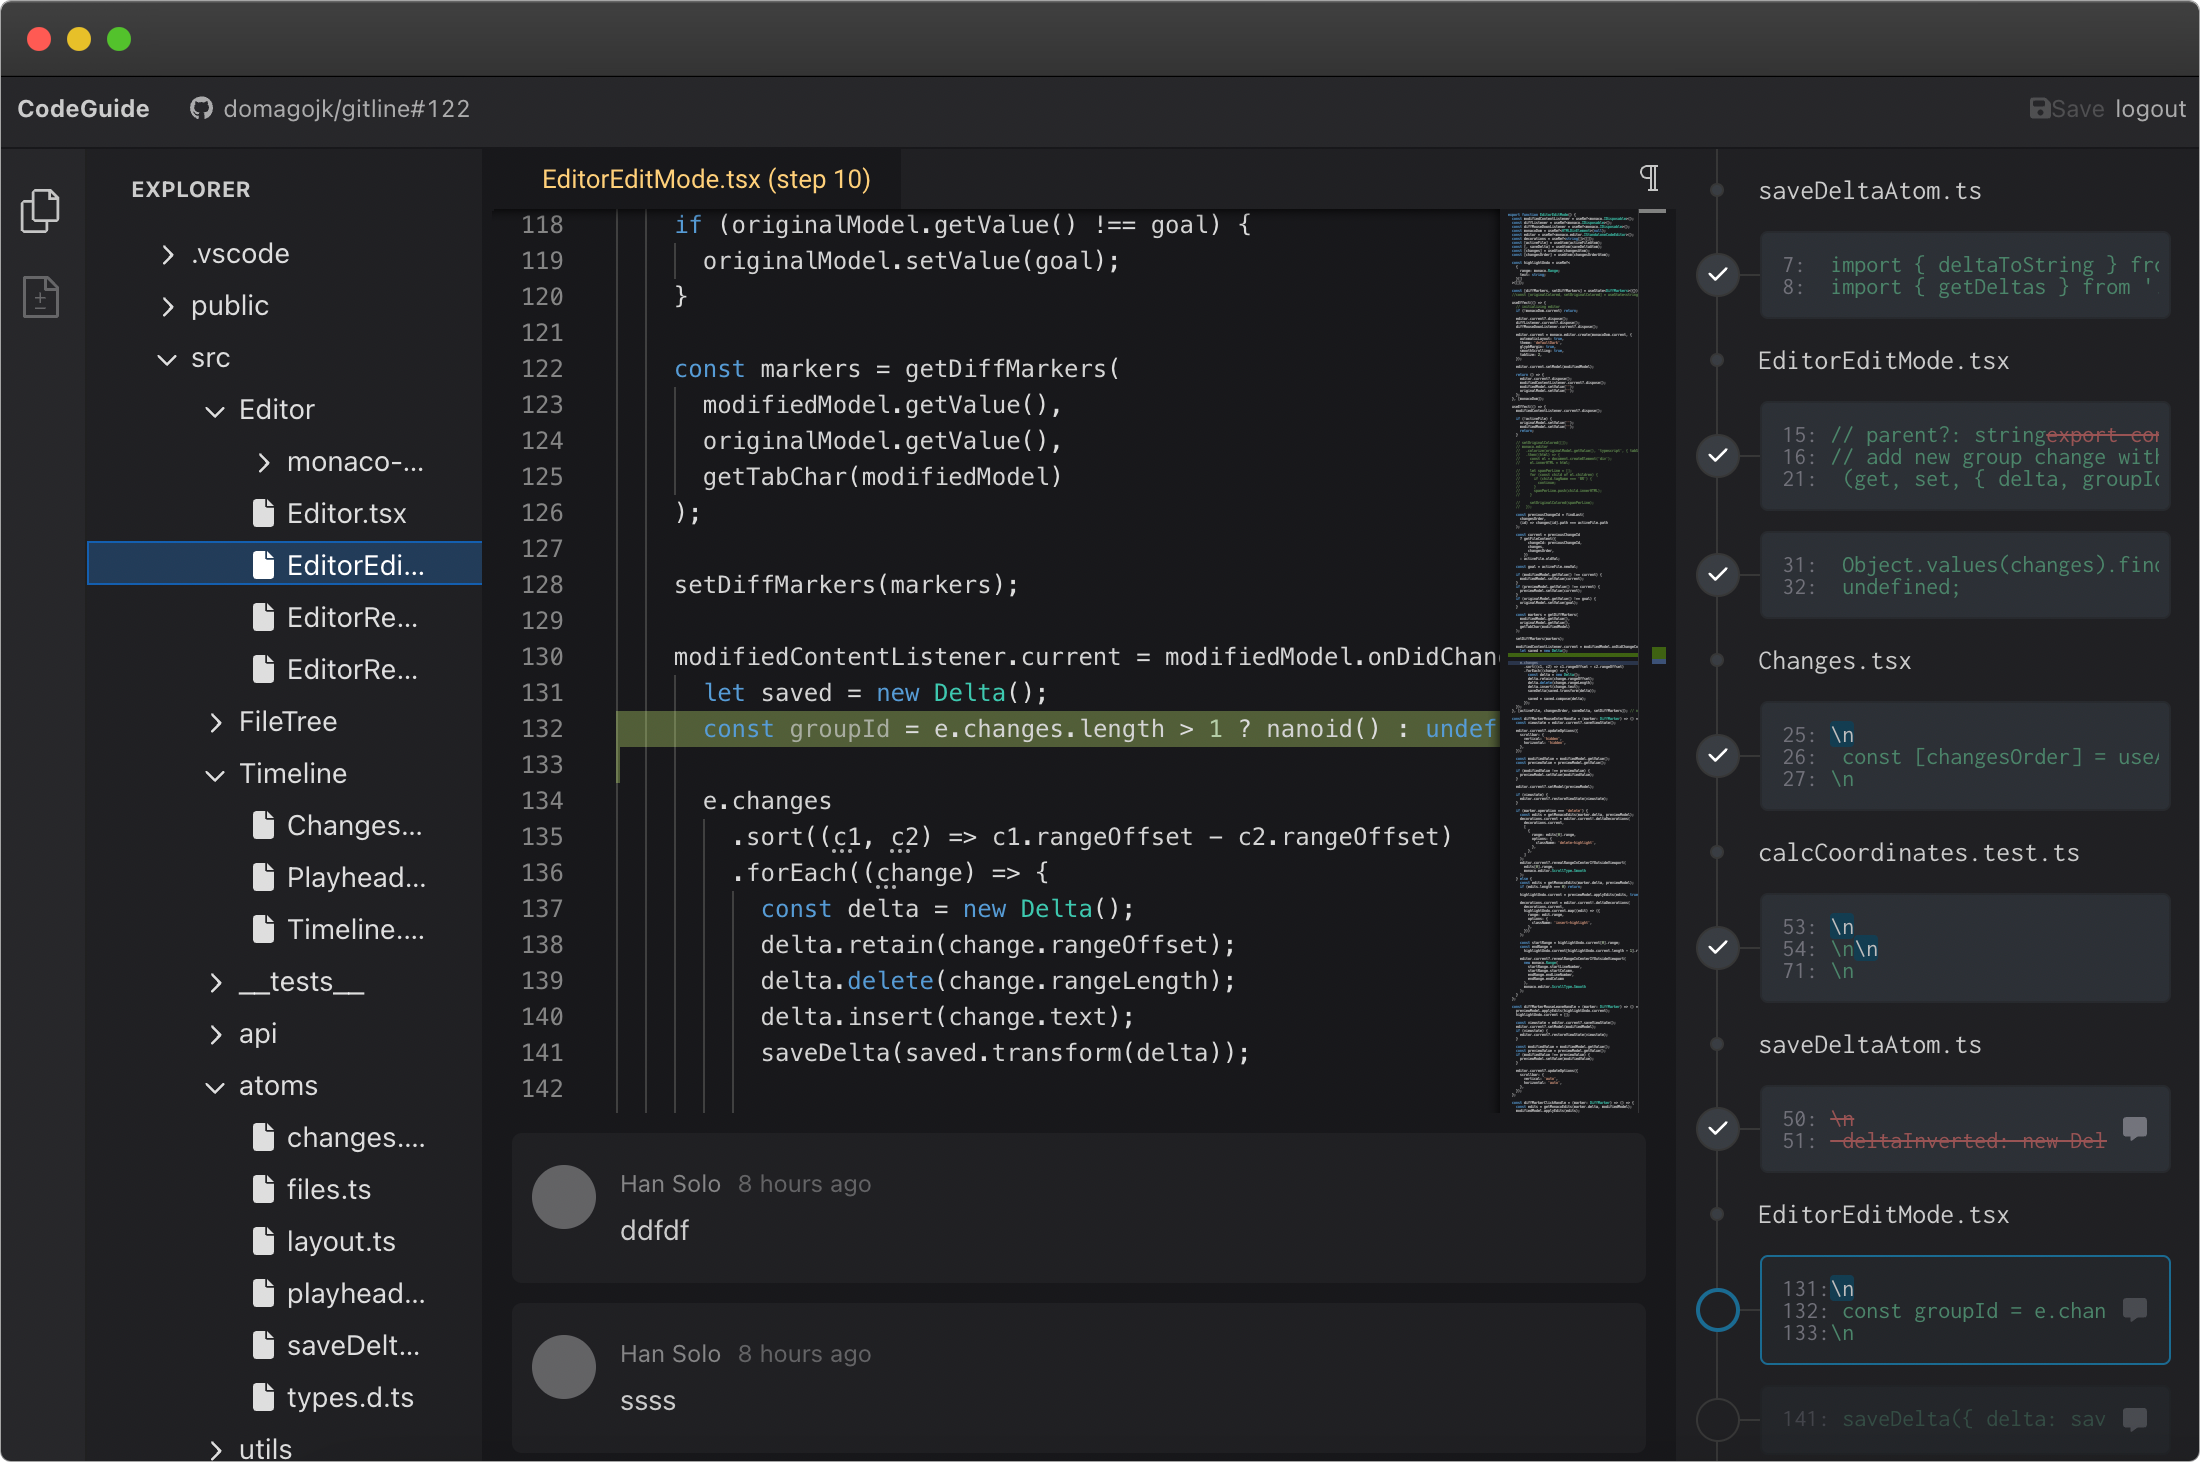 CodeGuide
domagojk/gitline#122
Save logout
EXPLORER
.vscode
public
src
Editor
monaco-...
Editor.tsx
EditorEdi...
EditorRe...
EditorRe...
FileTree
Timeline
Changes...
Playhead...
Timeline....
__tests__
api
atoms
changes....
files.ts
layout.ts
playhead...
saveDelt...
types.d.ts
utils
EditorEditMode.tsx (step 10)
¶
118 if (originalModel.getValue() !== goal) {
119 originalModel.setValue(goal);
120 }
121
122 const markers = getDiffMarkers(
123 modifiedModel.getValue(),
124 originalModel.getValue(),
125 getTabChar(modifiedModel)
126 );
127
128 setDiffMarkers(markers);
129
130 modifiedContentListener.current = modifiedModel.onDidChan
131 let saved = new Delta();
132 const groupId = e.changes.length > 1 ? nanoid() : undef
133
134 e.changes
135 .sort((c1, c2) => c1.rangeOffset - c2.rangeOffset)
136 .forEach((change) => {
137 const delta = new Delta();
138 delta.retain(change.rangeOffset);
139 delta.delete(change.rangeLength);
140 delta.insert(change.text);
141 saveDelta(saved.transform(delta));
142
Han Solo 8 hours ago
ddfdf
Han Solo 8 hours ago
ssss
saveDeltaAtom.ts
7: import { deltaToString } fro
8: import { getDeltas } from '
EditorEditMode.tsx
15: // parent?: stringexport con
16: // add new group change with
21: (get, set, { delta, groupId
31: Object.values(changes).find
32: undefined;
Changes.tsx
25: \n
26: const [changesOrder] = useA
27: \n
calcCoordinates.test.ts
53: \n
54: \n\n
71: \n
saveDeltaAtom.ts
50: \n
51: deltaInverted: new Del
EditorEditMode.tsx
131:\n
132: const groupId = e.chan
133:\n
141: saveDelta({ delta: sav